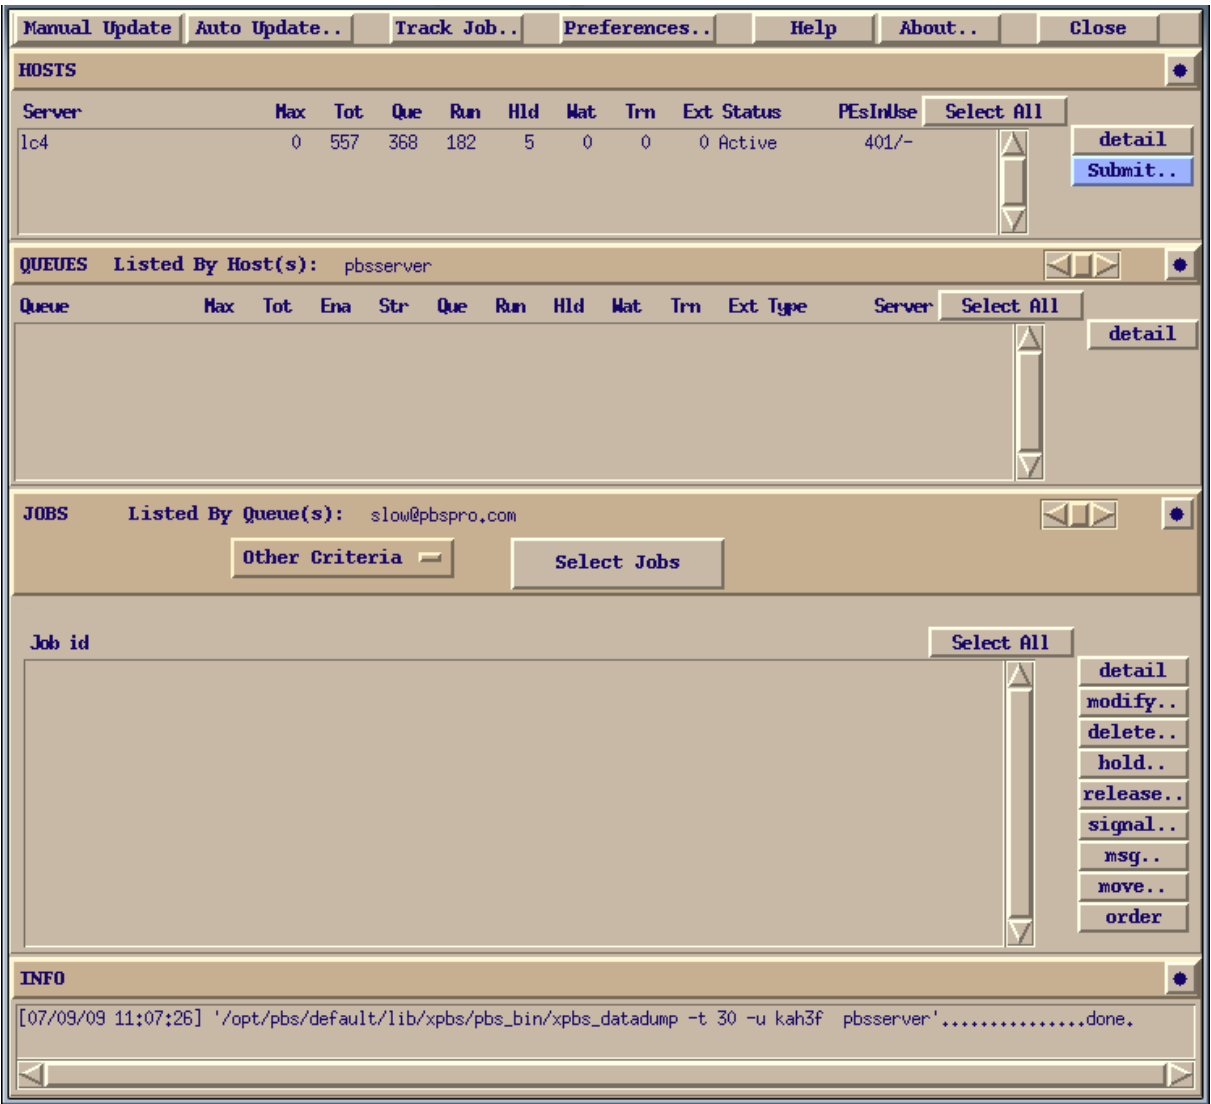 Manual Update Auto Update.. Track Job.. Preferences.. Help About.. Close
HOSTS
Server Max Tot Que Run Hld Wat Trn Ext Status PEsInUse Select All
lc4 0 557 368 182 5 0 0 0 Active 401/-
detail
Submit..
QUEUES Listed By Host(s): pbsserver
Queue Max Tot Ena Str Que Run Hld Wat Trn Ext Type Server Select All
detail
JOBS Listed By Queue(s): slow@pbspro.com
Other Criteria Select Jobs
Job id Select All
detail
modify..
delete..
hold..
release..
signal..
msg..
move..
order
INFO
[07/09/09 11:07:26] '/opt/pbs/default/lib/xpbs/pbs_bin/xpbs_datadump -t 30 -u kah3f  pbsserver'...............done.